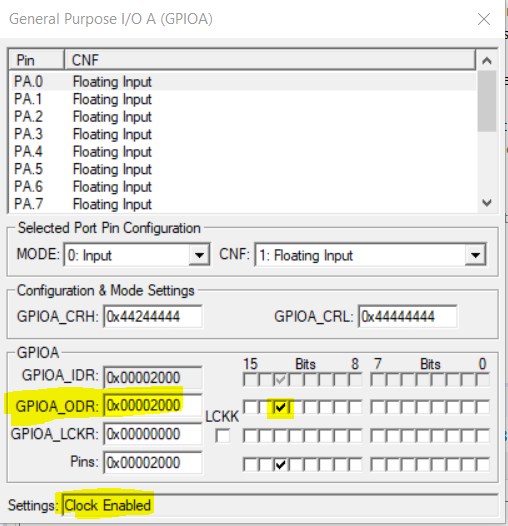 General Purpose I/O A (GPIOA)
Pin CNF
PA.0 Floating Input
PA.1 Floating Input
PA.2 Floating Input
PA.3 Floating Input
PA.4 Floating Input
PA.5 Floating Input
PA.6 Floating Input
PA.7 Floating Input
Selected Port Pin Configuration
MODE: 0: Input CNF: 1: Floating Input
Configuration & Mode Settings
GPIOA_CRH: 0x44244444 GPIOA_CRL: 0x44444444
GPIOA
15 Bits 8 7 Bits 0
GPIOA_IDR: 0x00002000
GPIOA_ODR: 0x00002000
LCKK
GPIOA_LCKR: 0x00000000
Pins: 0x00002000
Settings: Clock Enabled